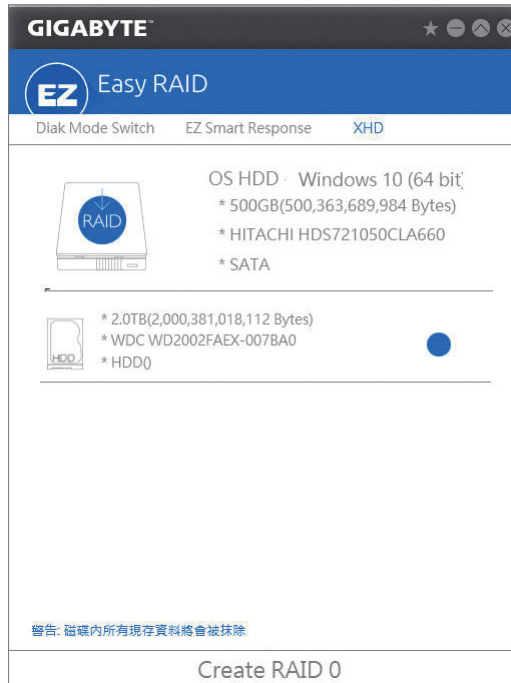 GIGABYTE™
EZ Easy RAID
Diak Mode Switch EZ Smart Response XHD
RAID
OS HDD - Windows 10 (64 bit)
* 500GB(500,363,689,984 Bytes)
* HITACHI HDS721050CLA660
* SATA
* 2.0TB(2,000,381,018,112 Bytes)
* WDC WD2002FAEX-007BA0
* HDD()
HDD
警告: 磁碟內所有現存資料將會被抹除
Create RAID 0